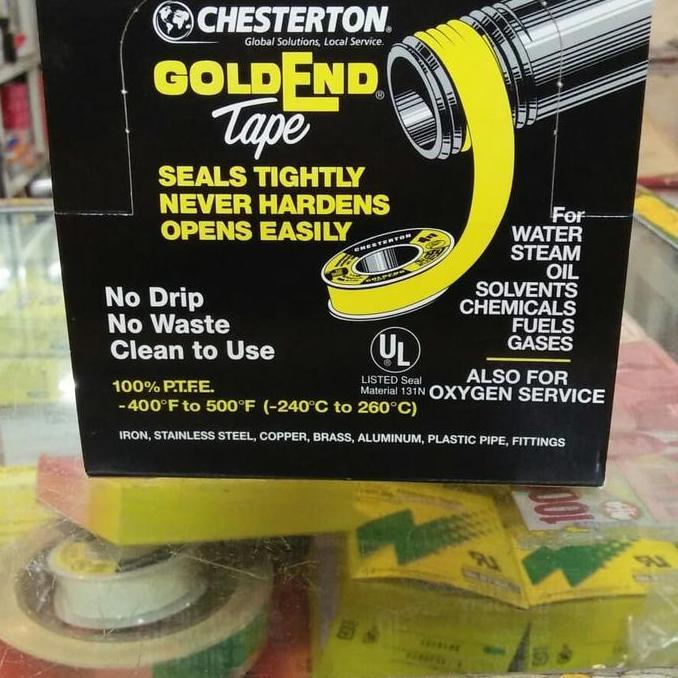 CHESTERTON®
Global Solutions, Local Service.
GOLDEND®
Tape
SEALS TIGHTLY
NEVER HARDENS
OPENS EASILY
CHESTERTON
GOLDEND
For
WATER
STEAM
OIL
SOLVENTS
CHEMICALS
FUELS
GASES
ALSO FOR
OXYGEN SERVICE
No Drip
No Waste
Clean to Use
UL®
LISTED Seal
Material 131N
100% P.T.F.E.
-400°F to 500°F (-240°C to 260°C)
IRON, STAINLESS STEEL, COPPER, BRASS, ALUMINUM, PLASTIC PIPE, FITTINGS
100